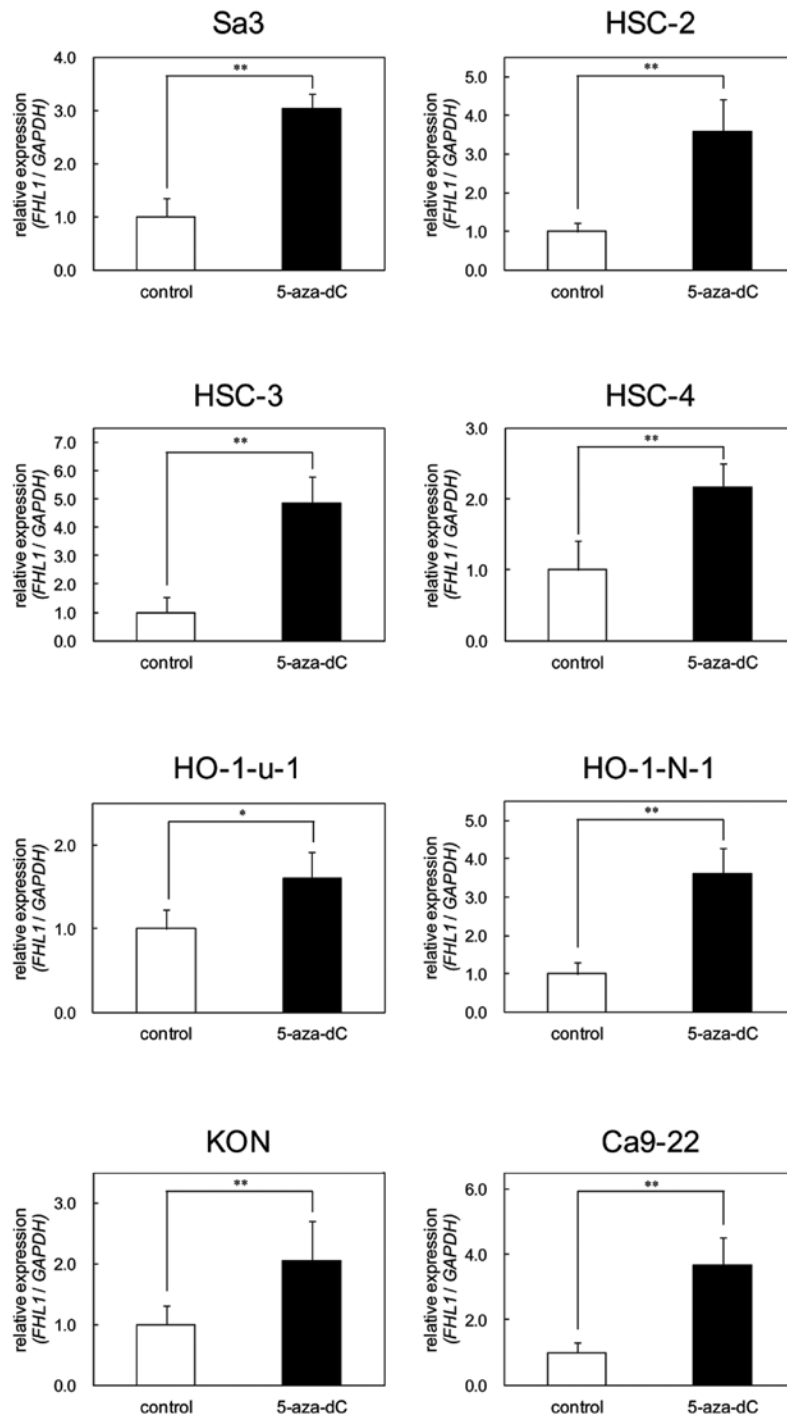 Sa3
relative expression
(FHL1 / GAPDH)
4.0
3.0
2.0
1.0
0.0
**
control
5-aza-dC
HSC-2
relative expression
(FHL1 / GAPDH)
5.0
4.0
3.0
2.0
1.0
0.0
**
control
5-aza-dC
HSC-3
relative expression
(FHL1 / GAPDH)
7.0
6.0
5.0
4.0
3.0
2.0
1.0
0.0
**
control
5-aza-dC
HSC-4
relative expression
(FHL1 / GAPDH)
3.0
2.0
1.0
0.0
**
control
5-aza-dC
HO-1-u-1
relative expression
(FHL1 / GAPDH)
2.0
1.0
0.0
*
control
5-aza-dC
HO-1-N-1
relative expression
(FHL1 / GAPDH)
5.0
4.0
3.0
2.0
1.0
0.0
**
control
5-aza-dC
KON
relative expression
(FHL1 / GAPDH)
3.0
2.0
1.0
0.0
**
control
5-aza-dC
Ca9-22
relative expression
(FHL1 / GAPDH)
6.0
4.0
2.0
0.0
**
control
5-aza-dC